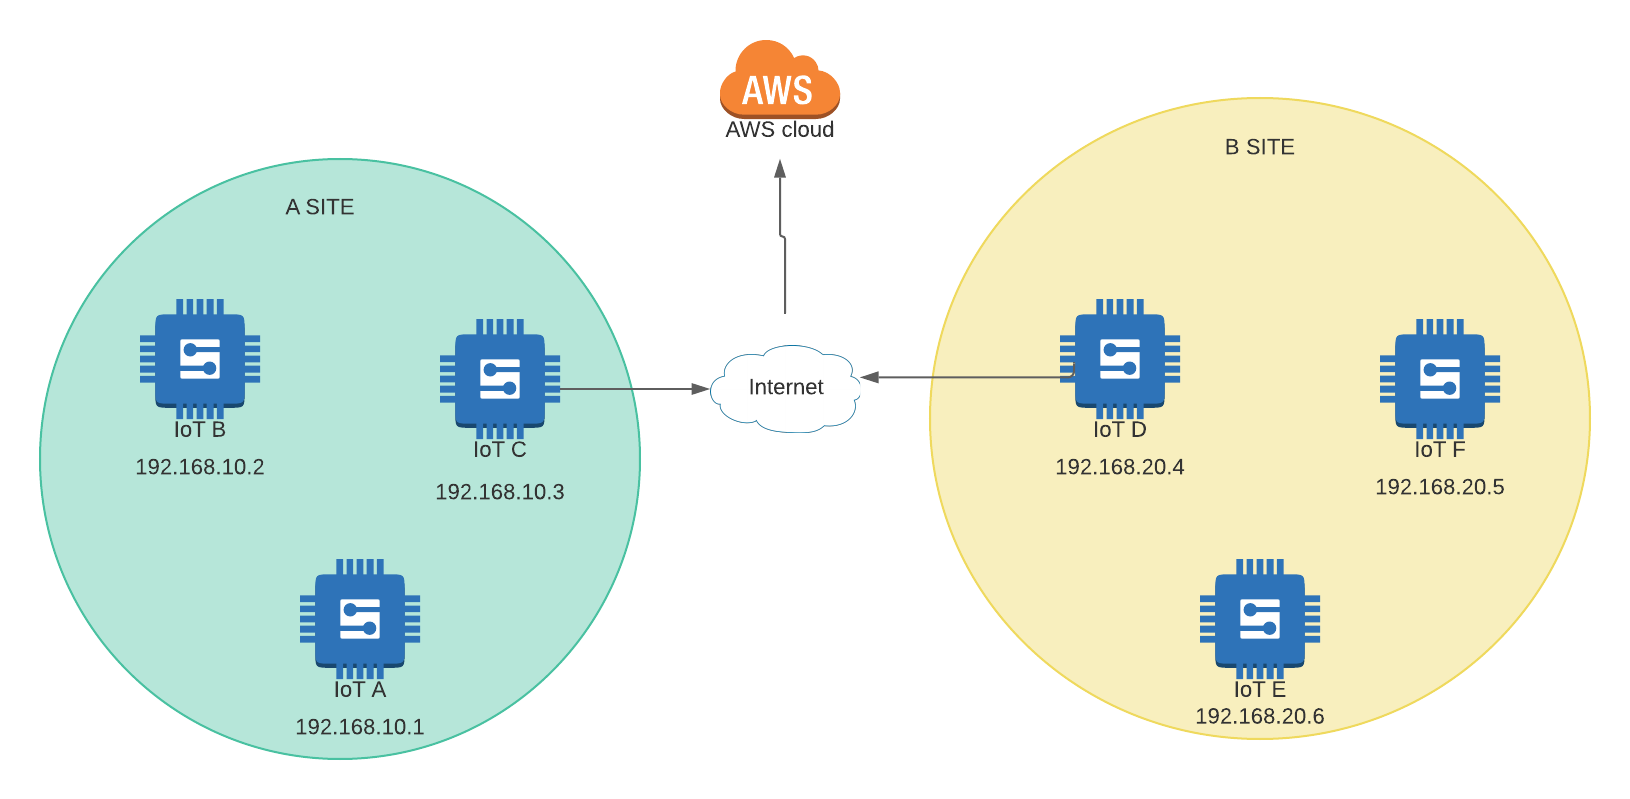 AWS
AWS cloud
A SITE
IoT B
192.168.10.2
IoT C
192.168.10.3
IoT A
192.168.10.1
Internet
B SITE
IoT D
192.168.20.4
IoT F
192.168.20.5
IoT E
192.168.20.6